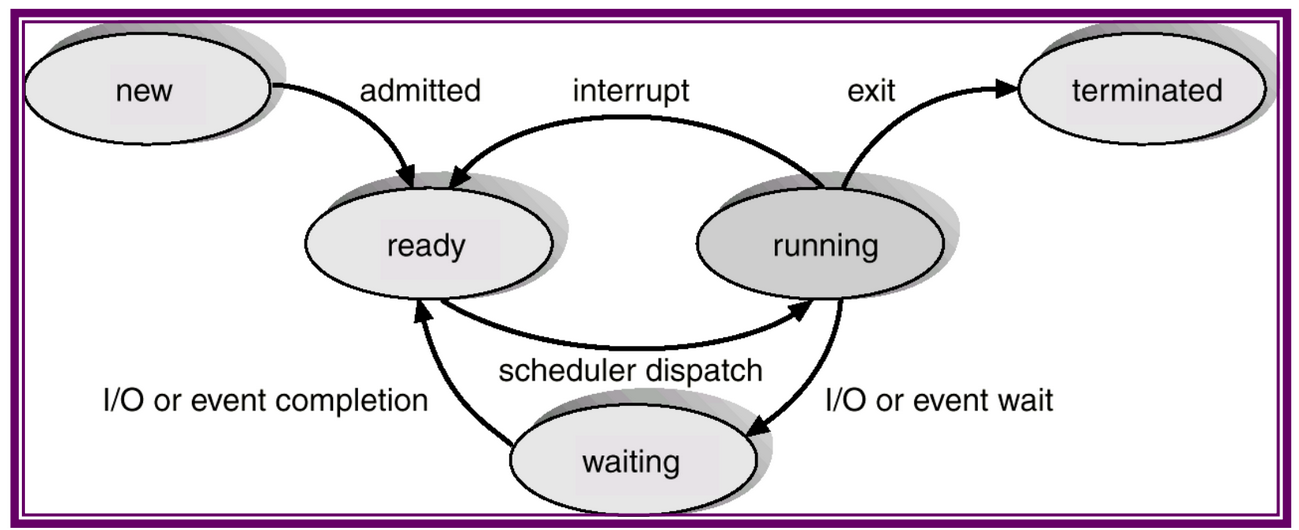 new
admitted
interrupt
exit
terminated
ready
running
scheduler dispatch
I/O or event completion
I/O or event wait
waiting